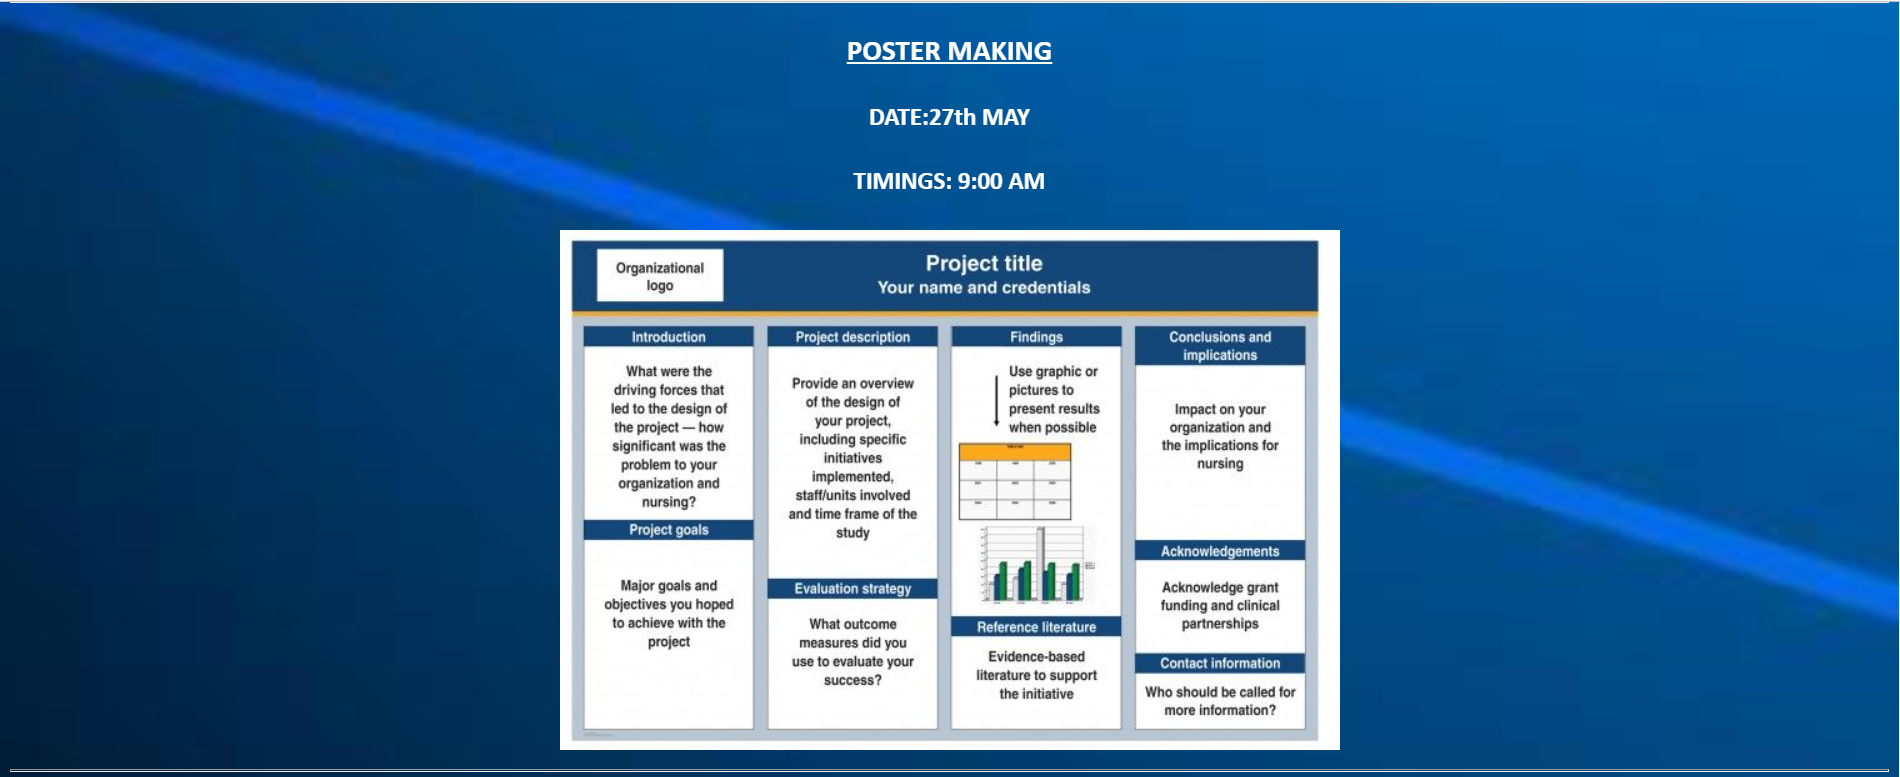 POSTER MAKING
DATE:27th MAY
TIMINGS: 9:00 AM
Organizational
logo
Project title
Your name and credentials
Introduction
What were the
driving forces that
led to the design of
the project — how
significant was the
problem to your
organization and
nursing?
Project goals
Major goals and
objectives you hoped
to achieve with the
project
Project description
Provide an overview
of the design of
your project,
including specific
initiatives
implemented,
staff/units involved
and time frame of the
study
Evaluation strategy
What outcome
measures did you
use to evaluate your
success?
Findings
Use graphic or
pictures to
present results
when possible
Reference literature
Evidence-based
literature to support
the initiative
Conclusions and
implications
Impact on your
organization and
the implications for
nursing
Acknowledgements
Acknowledge grant
funding and clinical
partnerships
Contact information
Who should be called for
more information?